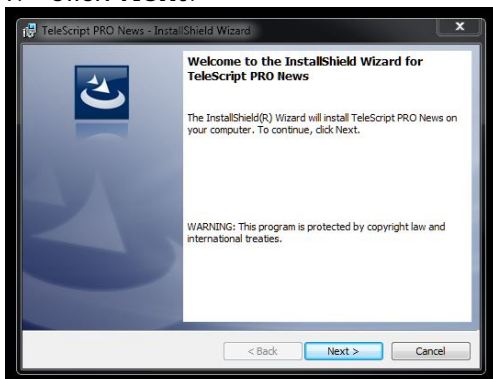 TeleScript PRO News - InstallShield Wizard
Welcome to the InstallShield Wizard for
TeleScript PRO News
The InstallShield(R) Wizard will install TeleScript PRO News on
your computer. To continue, click Next.
WARNING: This program is protected by copyright law and
international treaties.
< Back
Next >
Cancel